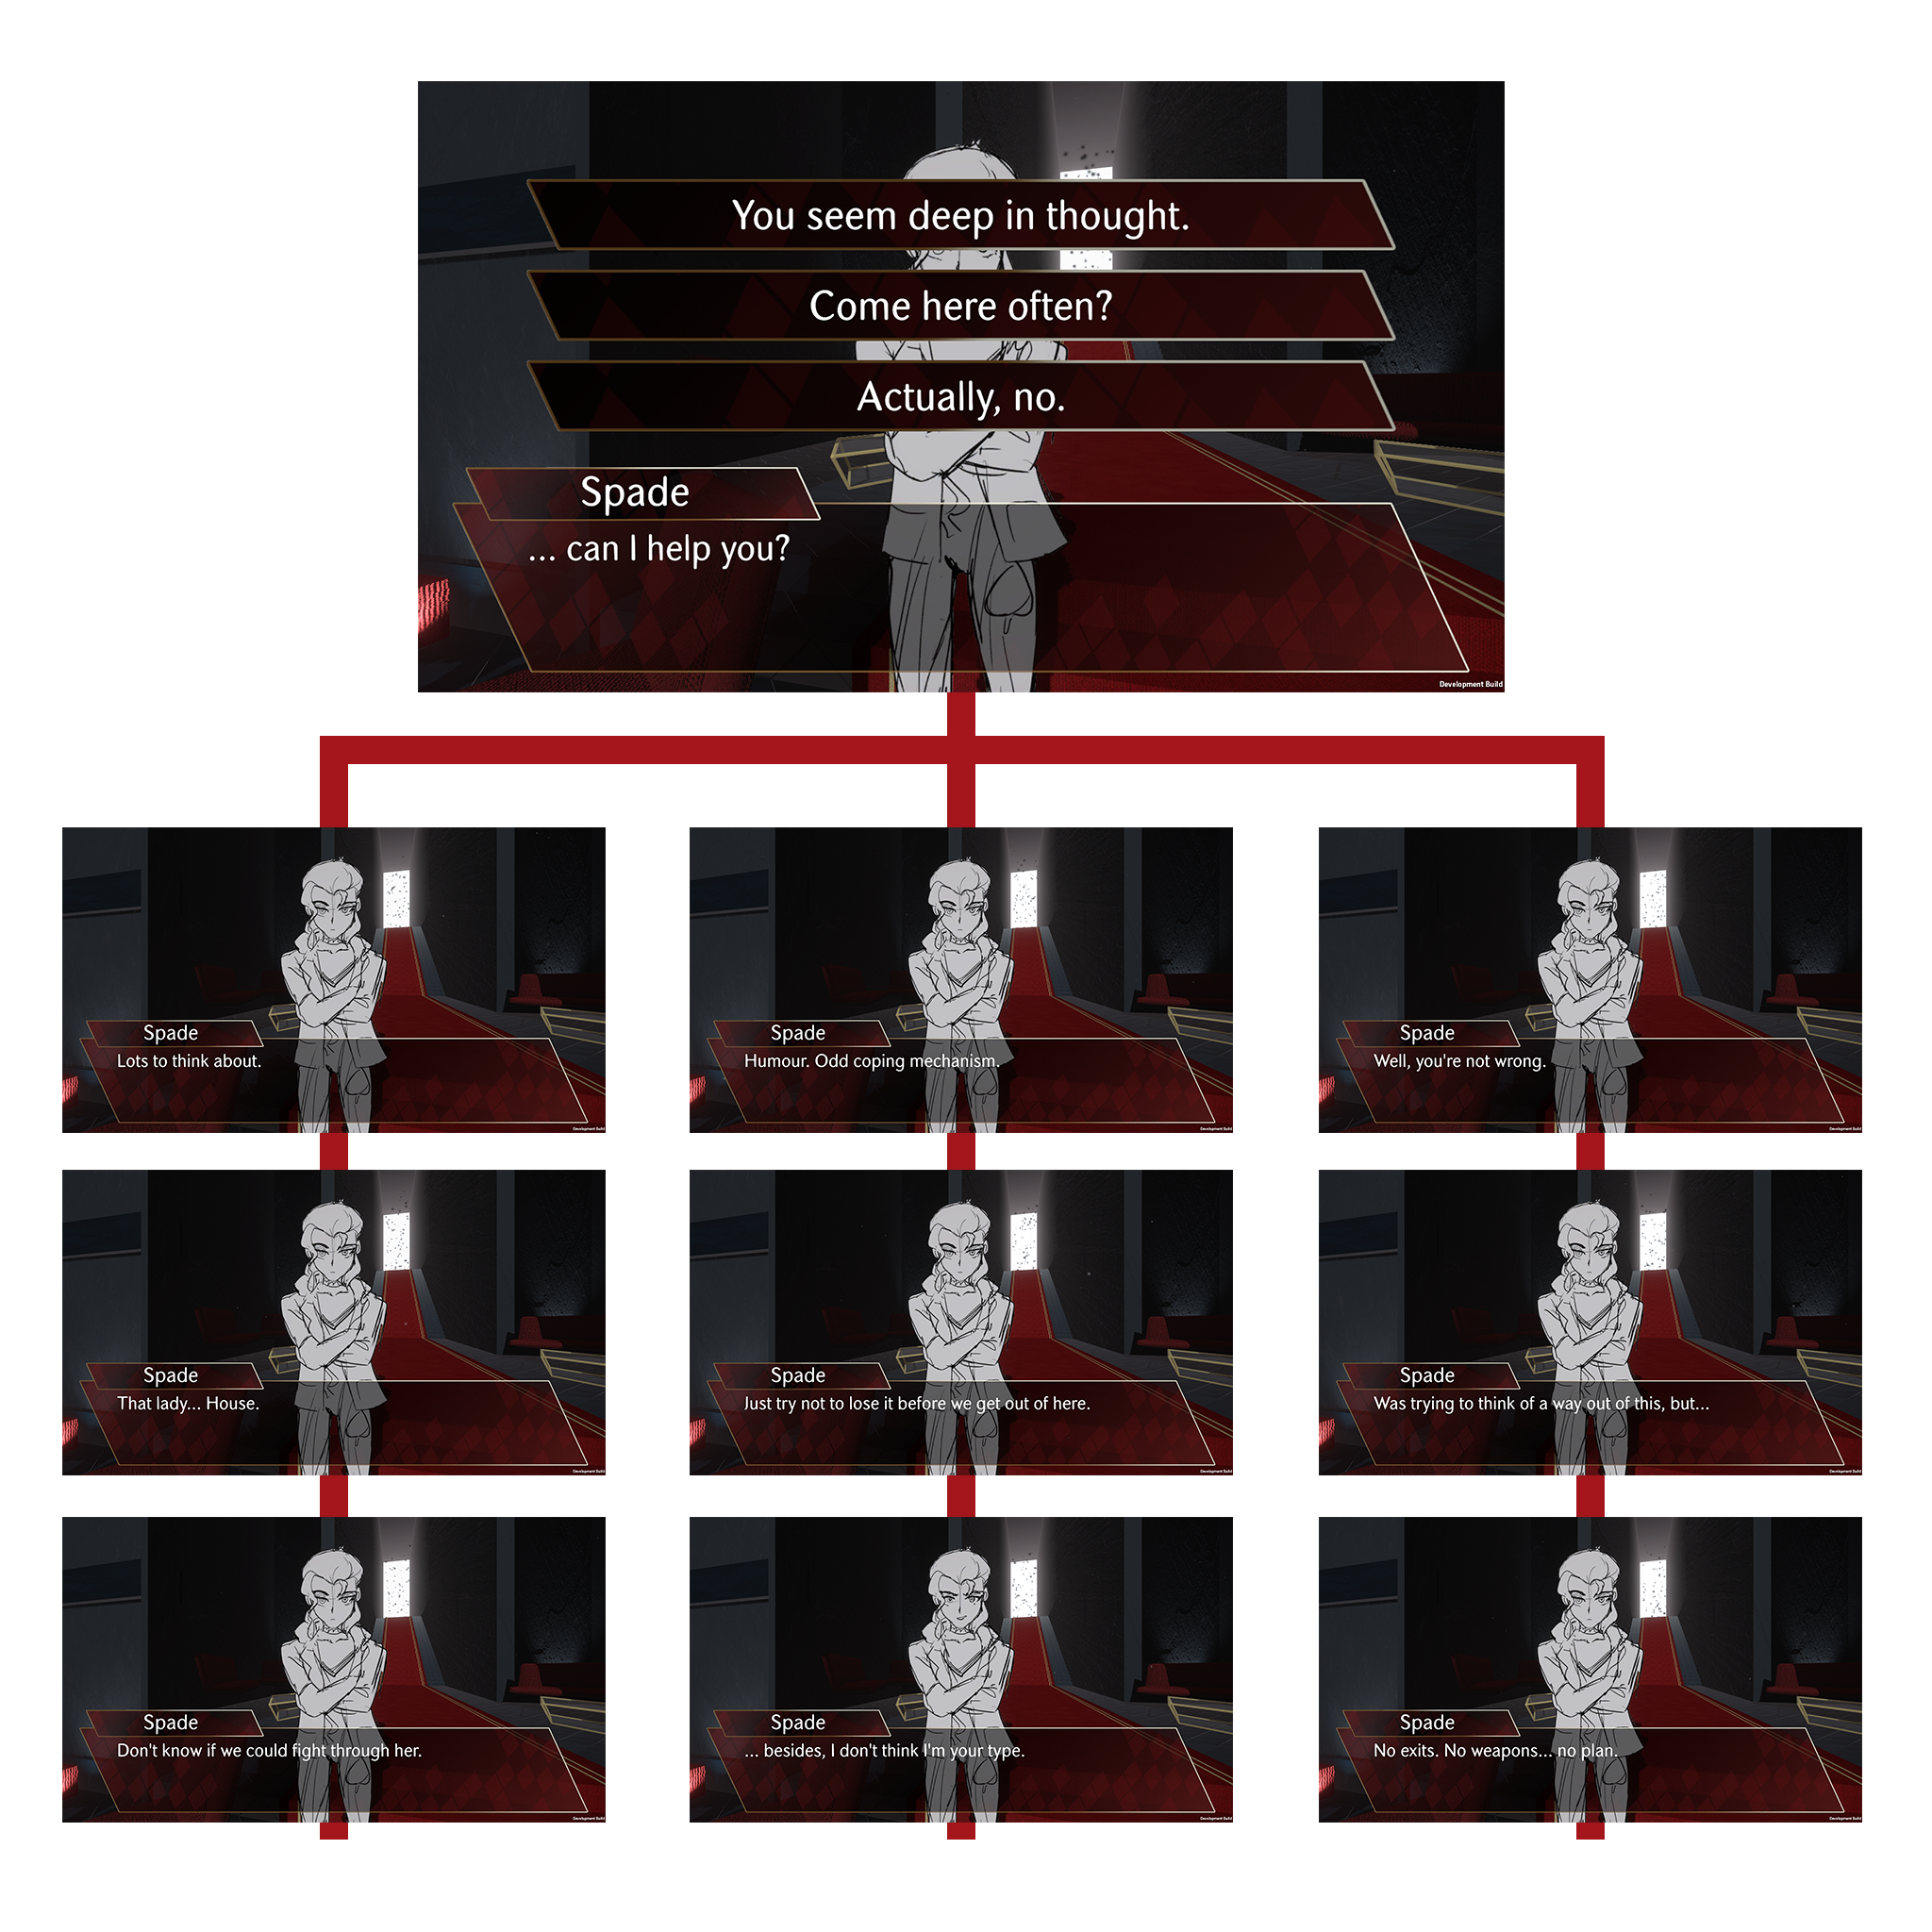 You seem deep in thought.
Come here often?
Actually, no.
Spade
... can I help you?
Development Build
Spade
Lots to think about.
Development Build
Spade
Humour. Odd coping mechanism.
Development Build
Spade
Well, you're not wrong.
Development Build
Spade
That lady... House.
Development Build
Spade
Just try not to lose it before we get out of here.
Development Build
Spade
Was trying to think of a way out of this, but...
Development Build
Spade
Don't know if we could fight through her.
Development Build
Spade
... besides, I don't think I'm your type.
Development Build
Spade
No exits. No weapons... no plan.
Development Build